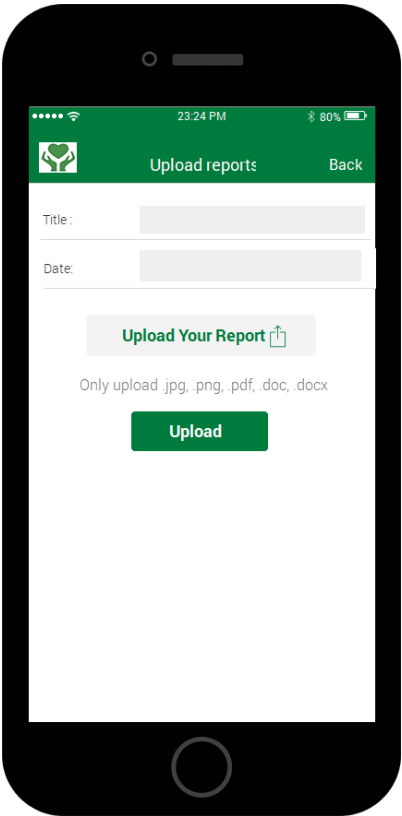 23:24 PM 80%
Upload reports Back
Title :
Date:
Upload Your Report
Only upload .jpg, .png, .pdf, .doc, .docx
Upload